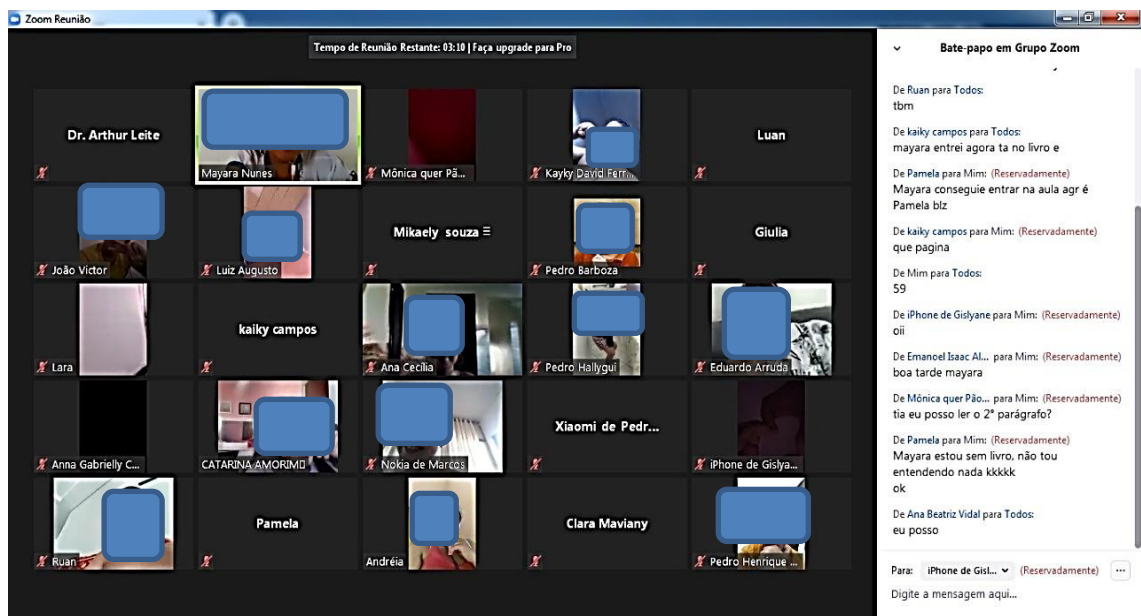 Zoom Reunião
Tempo de Reunião Restante: 03:10 | Faça upgrade para Pro
Dr. Arthur Leite
Mayara Nunes
Mônica quer Pã...
Kayky David Ferr...
Luan
João Victor
Luiz Augusto
Mikaely souza
Pedro Barboza
Giulia
Lara
kaiky campos
Ana Cecília
Pedro Hallygui
Eduardo Arruda
Anna Gabrielly C...
CATARINA AMORIM
Nokia de Marcos
Xiaomi de Pedr...
iPhone de Gislya...
Ruan
Pamela
Andréia
Clara Maviany
Pedro Henrique ...
Bate-papo em Grupo Zoom
De Ruan para Todos:
tbm
De kaiky campos para Todos:
mayara entrei agora ta no livro e
De Pamela para Mim: (Reservadamente)
Mayara conseguie entrar na aula agr é
Pamela blz
De kaiky campos para Mim: (Reservadamente)
que pagina
De Mim para Todos:
59
De iPhone de Gislyane para Mim: (Reservadamente)
oii
De Emanoel Isaac Al... para Mim: (Reservadamente)
boa tarde mayara
De Mônica quer Pão... para Mim: (Reservadamente)
tia eu posso ler o 2° parágrafo?
De Pamela para Mim: (Reservadamente)
Mayara estou sem livro, não tou
entendendo nada kkkkk
ok
De Ana Beatriz Vidal para Todos:
eu posso
Para: iPhone de Gisl... (Reservadamente) ...
Digite a mensagem aqui...